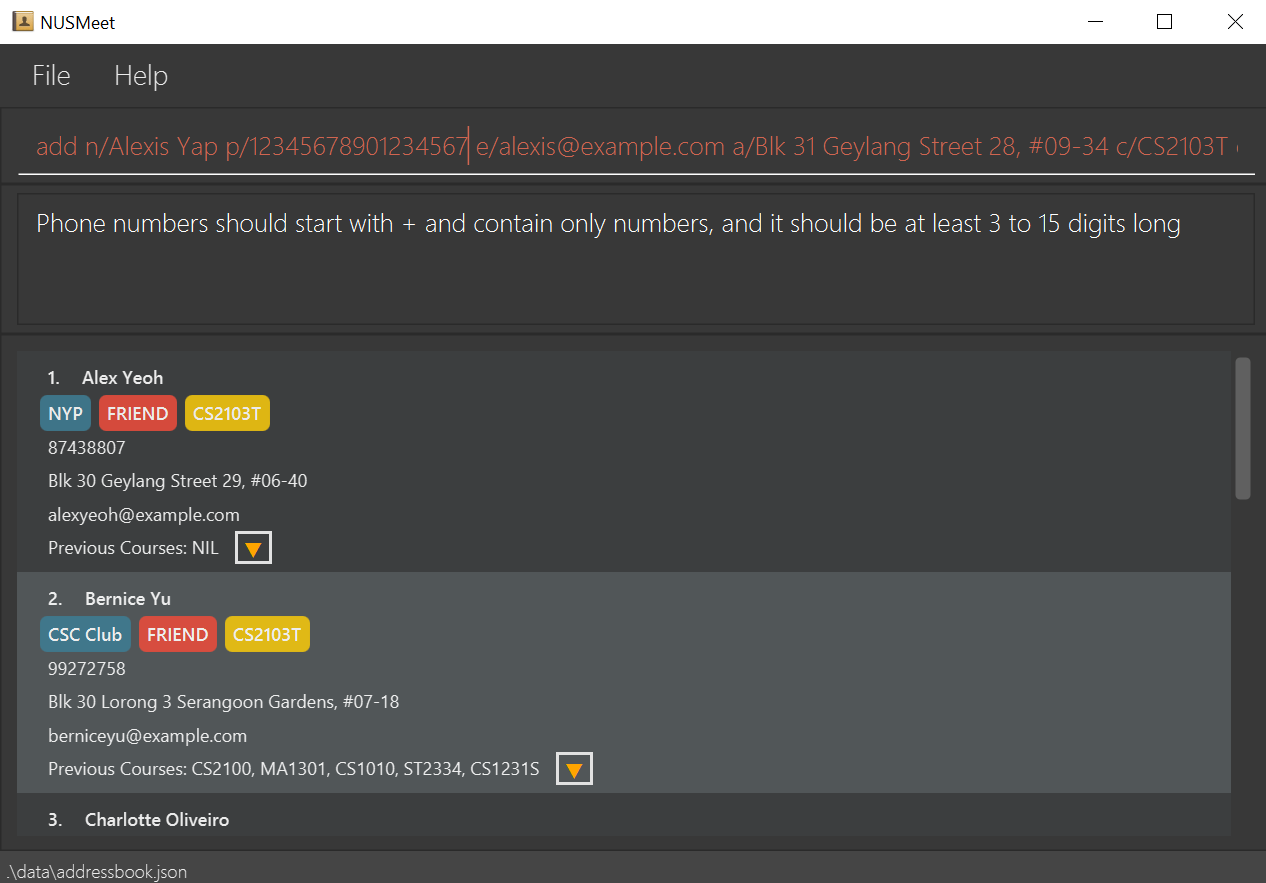 NUSMeet
File Help
add n/Alexis Yap p/12345678901234567 e/alexis@example.com a/Blk 31 Geylang Street 28, #09-34 c/CS2103T
Phone numbers should start with + and contain only numbers, and it should be at least 3 to 15 digits long
1. Alex Yeoh
NYP FRIEND CS2103T
87438807
Blk 30 Geylang Street 29, #06-40
alexyeoh@example.com
Previous Courses: NIL
2. Bernice Yu
CSC Club FRIEND CS2103T
99272758
Blk 30 Lorong 3 Serangoon Gardens, #07-18
berniceyu@example.com
Previous Courses: CS2100, MA1301, CS1010, ST2334, CS1231S
3. Charlotte Oliveiro
.\data\addressbook.json